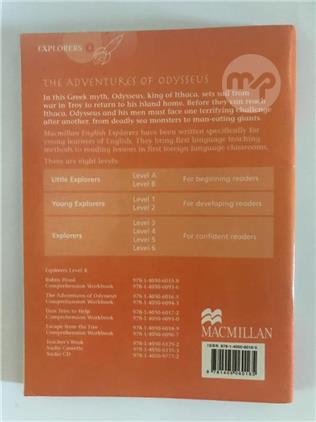 EXPLORERS
THE ADVENTURES OF ODYSSEUS
In this Greek myth, Odysseus, King of Ithaca, sets sail from
war in Troy to return to his island home. Before they can reach
Ithaca, Odysseus and his men must face one terrifying challenge
after another, from deadly sea monsters to man-eating giants.
Macmillan English Explorers have been written specifically for
young learners of English. They bring first language teaching
methods to reading lessons in first foreign language classrooms.
There are eight levels:
Little Explorers Level A For beginning readers
Level B
Young Explorers Level 1 For developing readers
Level 2
Explorers Level 3 For confident readers
Level 4
Level 5
Level 6
Explorers Level
Robin Hood
Comprehension Workbook
The Adventures of Odysseus
Comprehension Workbook
Dan Tries to Help
Comprehension Workbook
Escape from the Fire
Comprehension Workbook
Teacher's Book
Audio Cassette
Audio CD
MACMILLAN